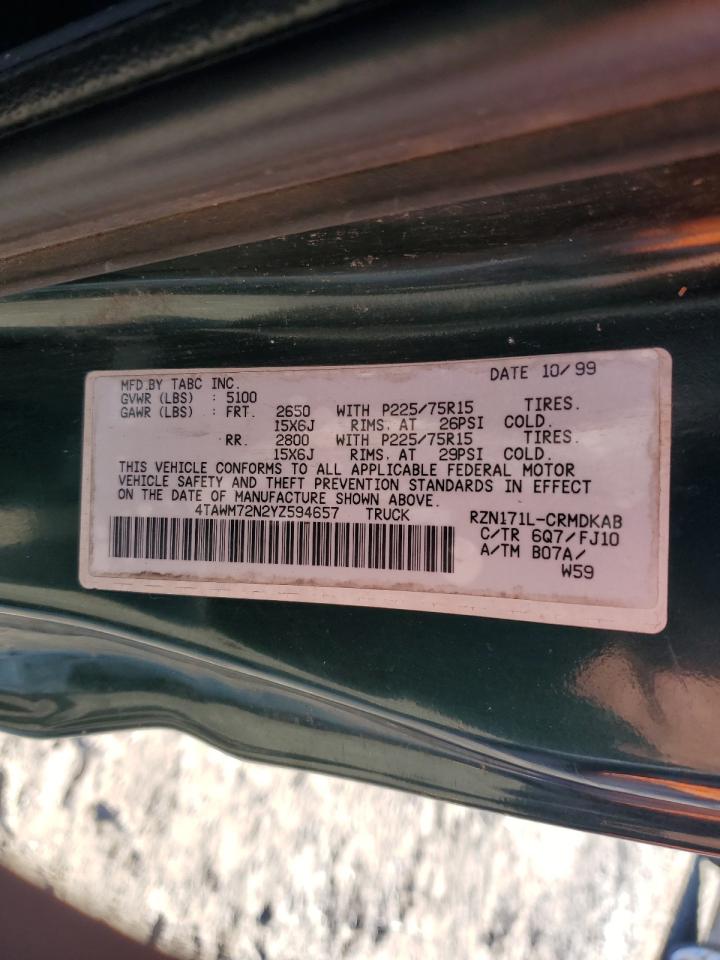 MFD.BY TABC INC. DATE 10/99
GVWR (LBS) : 5100
GAWR (LBS) : FRT. 2650 WITH P225/75R15 TIRES.
15X6J RIMS. AT 26PSI COLD.
RR. 2800 WITH P225/75R15 TIRES.
15X6J RIMS. AT 29PSI COLD.
THIS VEHICLE CONFORMS TO ALL APPLICABLE FEDERAL MOTOR
VEHICLE SAFETY AND THEFT PREVENTION STANDARDS IN EFFECT
ON THE DATE OF MANUFACTURE SHOWN ABOVE.
4TAWM72N2YZ594657 TRUCK RZN171L-CRMDKAB
C/TR 6Q7/FJ10
A/TM B07A/
W59